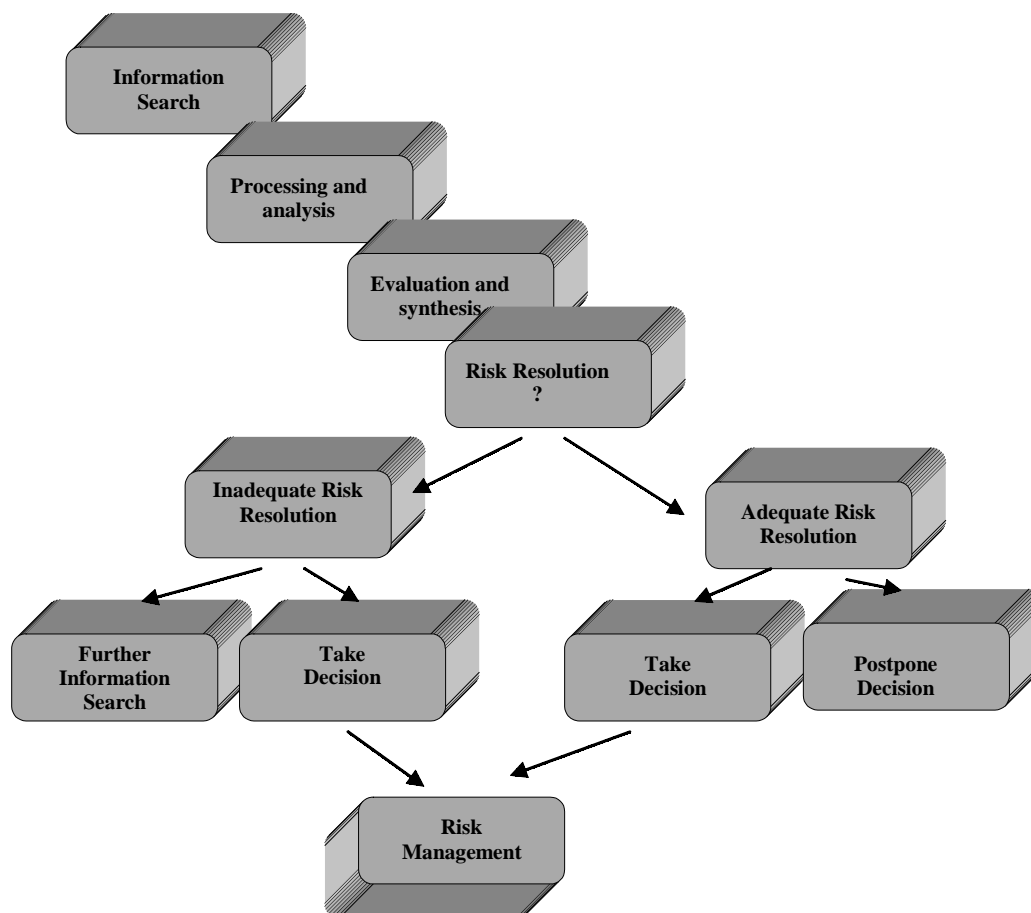 Information
Search
Processing and
analysis
Evaluation and
synthesis
Risk Resolution
?
Inadequate Risk
Resolution
Adequate Risk
Resolution
Further
Information
Search
Take
Decision
Take
Decision
Postpone
Decision
Risk
Management